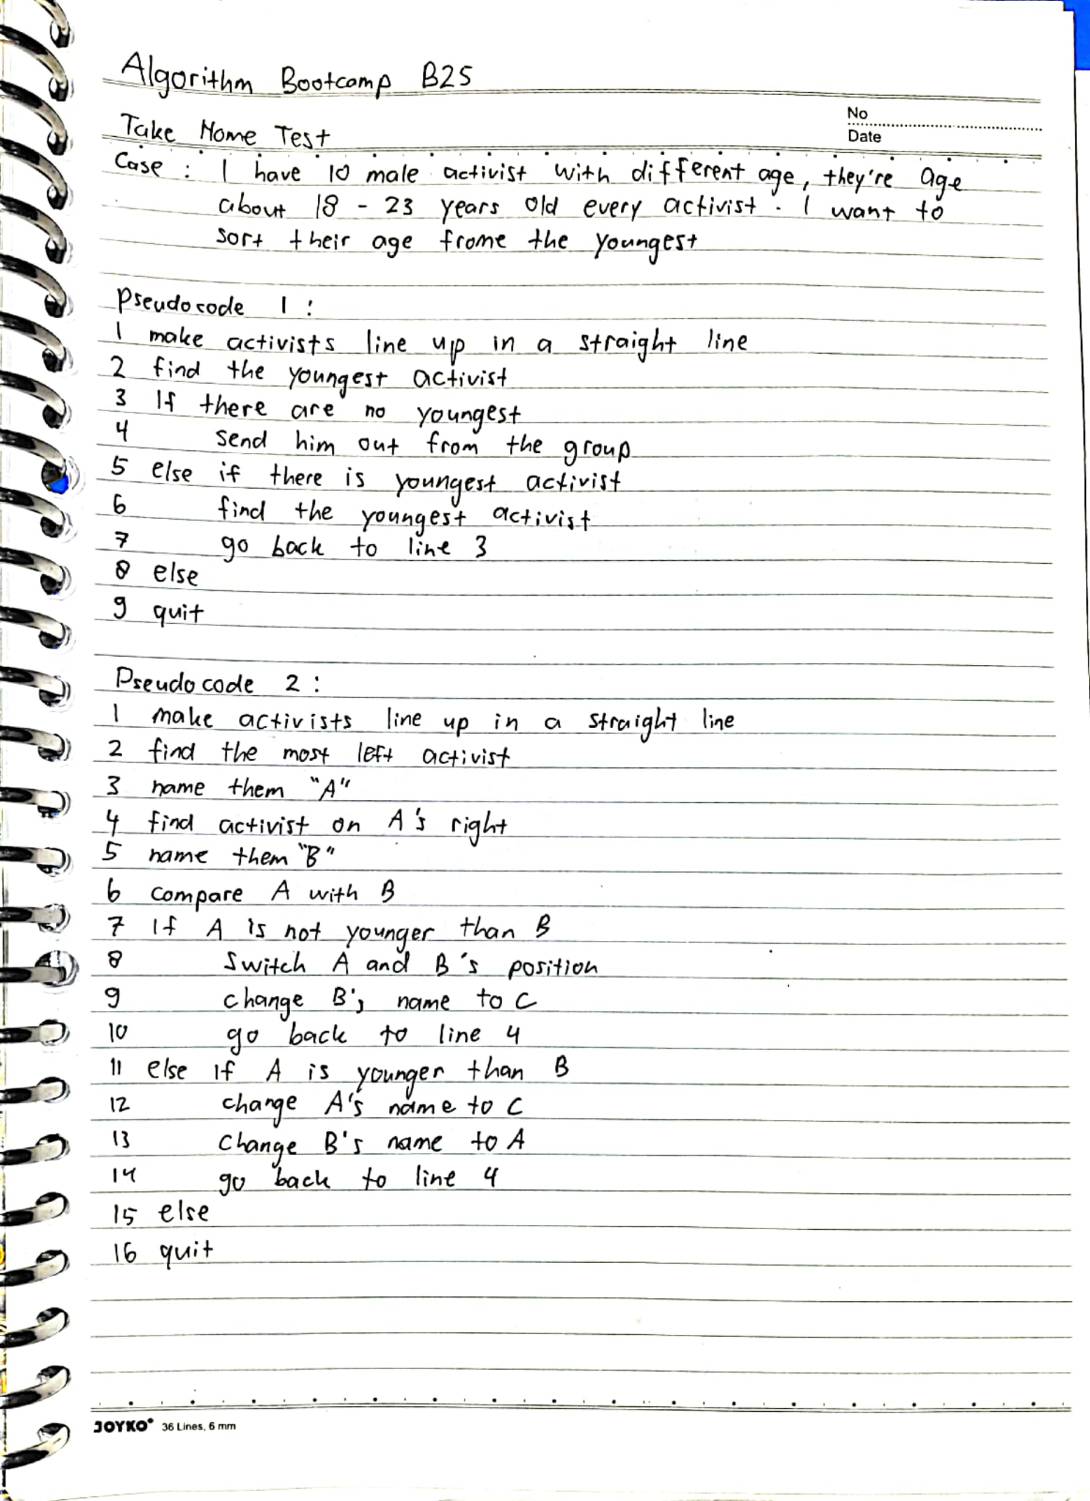 Algorithm Bootcamp B25
No
Take Home Test
Date
Case : I have 10 male activist with different age, they're age
about 18 - 23 years old every activist. I want to
sort their age frome the youngest
Pseudocode 1 :
1 make activists line up in a straight line
2 find the youngest activist
3 If there are no youngest
4 send him out from the group
5 else if there is youngest activist
6 find the youngest activist
7 go back to line 3
8 else
9 quit
Pseudocode 2 :
1 make activists line up in a straight line
2 find the most left activist
3 name them "A"
4 find activist on A's right
5 name them "B"
6 compare A with B
7 If A is not younger than B
8 Switch A and B's position
9 change B's name to C
10 go back to line 4
11 else if A is younger than B
12 change A's name to C
13 change B's name to A
14 go back to line 4
15 else
16 quit
JOYKO 36 Lines, 6 mm